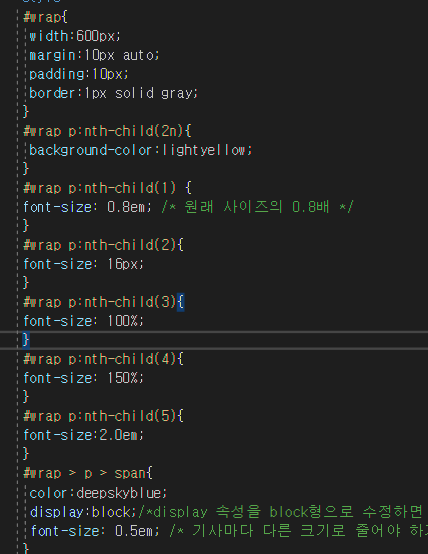 #wrap{
width:600px;
margin:10px auto;
padding:10px;
border:1px solid gray;
}
#wrap p:nth-child(2n){
background-color:lightyellow;
}
#wrap p:nth-child(1) {
font-size: 0.8em; /* 원래 사이즈의 0.8배 */
}
#wrap p:nth-child(2){
font-size: 16px;
}
#wrap p:nth-child(3){
font-size: 100%;
}
#wrap p:nth-child(4){
font-size: 150%;
}
#wrap p:nth-child(5){
font-size:2.0em;
}
#wrap > p > span{
color:deepskyblue;
display:block;/*display 속성을 block형으로 수정하면
font-size: 0.5em; /* 기사마다 다른 크기로 줄어야 하
}